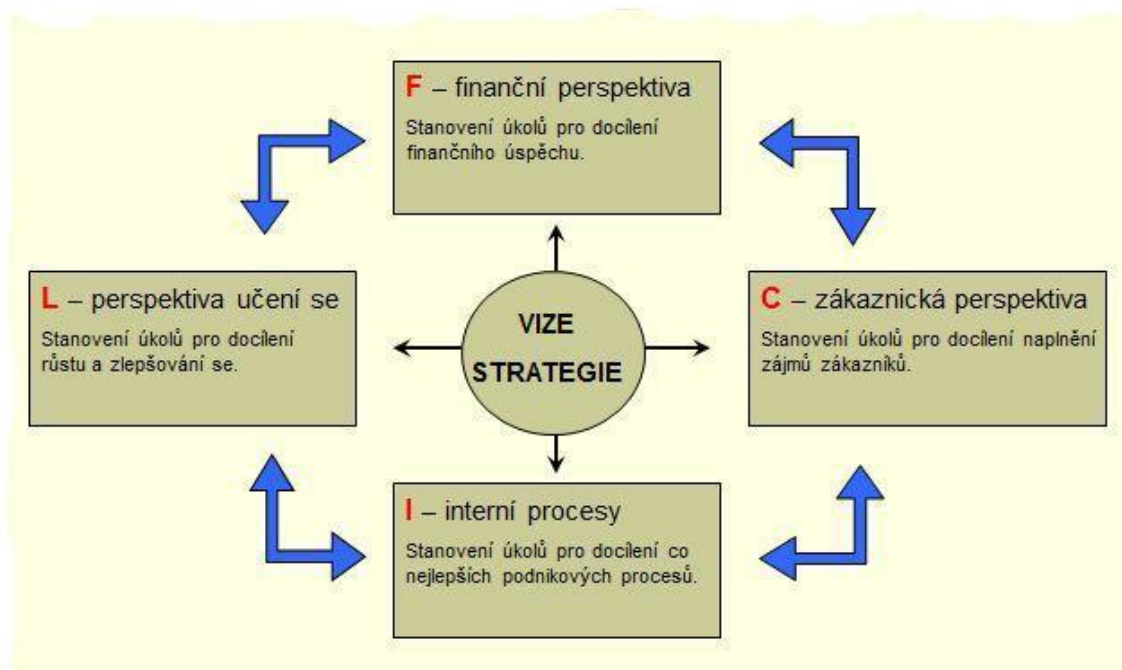 F – finanční perspektiva
Stanovení úkolů pro docílení
finančního úspěchu.
L – perspektiva učení se
Stanovení úkolů pro docílení
růstu a zlepšování se.
VIZE
STRATEGIE
C – zákaznická perspektiva
Stanovení úkolů pro docílení naplnění
zájmů zákazníků.
I – interní procesy
Stanovení úkolů pro docílení co
nejlepších podnikových procesů.